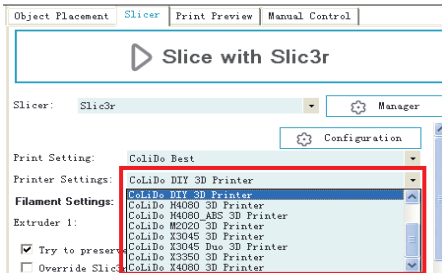 Object Placement Slicer Print Preview Manual Control
Slice with Slic3r
Slicer: Slic3r Manager
Configuration
Print Setting: CoLiDo Best
Printer Settings: CoLiDo DIY 3D Printer
Filament Settings:
Extruder 1:
CoLiDo DIY 3D Printer
CoLiDo H4080 3D Printer
CoLiDo H4080_ABS 3D Printer
CoLiDo M2020 3D Printer
CoLiDo X3045 3D Printer
CoLiDo X3045 Duo 3D Printer
CoLiDo X3350 3D Printer
CoLiDo X4080 3D Printer
Try to preserve
Override Slic3